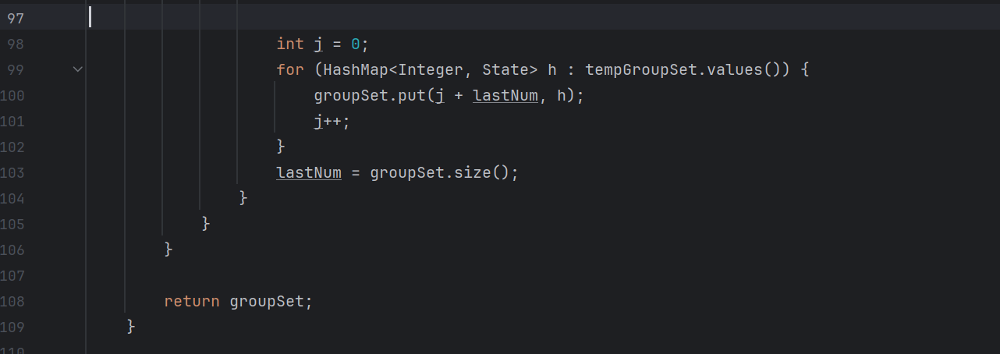 97
98 int j = 0;
99 for (HashMap<Integer, State> h : tempGroupSet.values()) {
100 groupSet.put(j + lastNum, h);
101 j++;
102 }
103 lastNum = groupSet.size();
104 }
105 }
106 }
107
108 return groupSet;
109 }
110